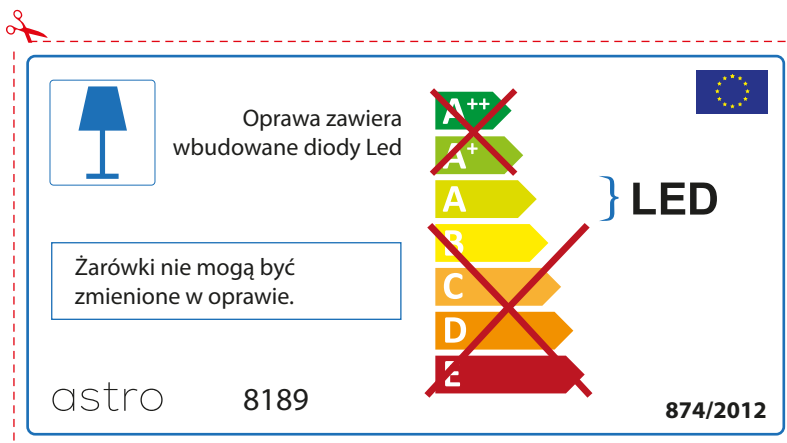 Oprawa zawiera
wbudowane diody Led
Żarówki nie mogą być
zmienione w oprawie.
A++
A+
A
B
C
D
E
LED
astro
8189
874/2012